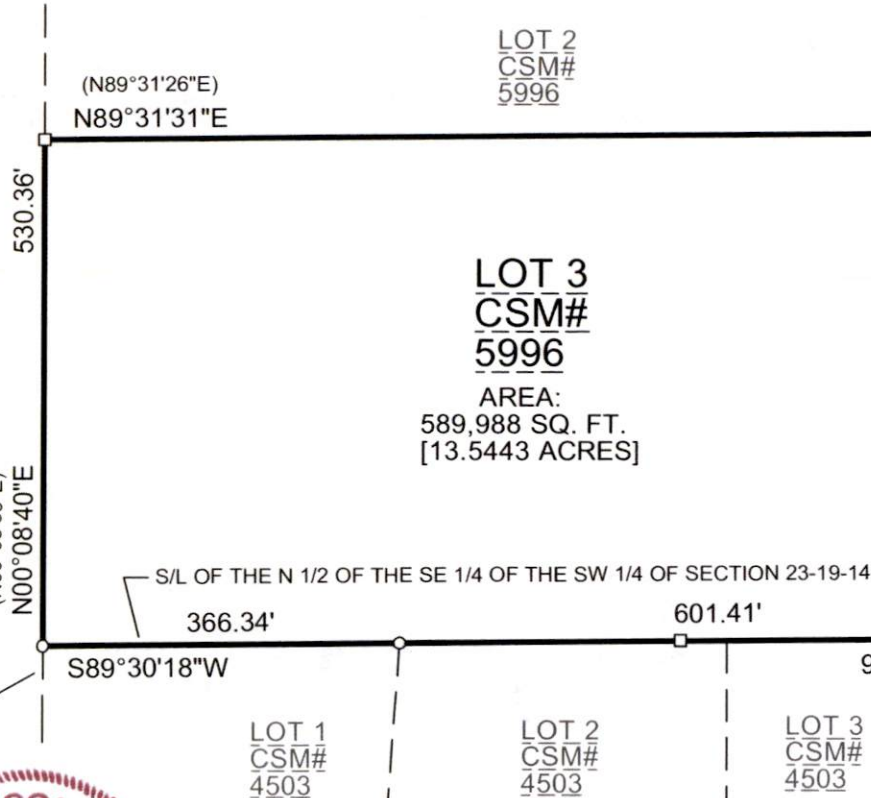 LOT 2
CSM#
5996
(N89°31'26"E)
N89°31'31"E
530.36'
LOT 3
CSM#
5996
AREA:
589,988 SQ. FT.
[13.5443 ACRES]
N00°08'40"E
S/L OF THE N 1/2 OF THE SE 1/4 OF THE SW 1/4 OF SECTION 23-19-14
366.34'
601.41'
S89°30'18"W
9
LOT 1
CSM#
4503
LOT 2
CSM#
4503
LOT 3
CSM#
4503